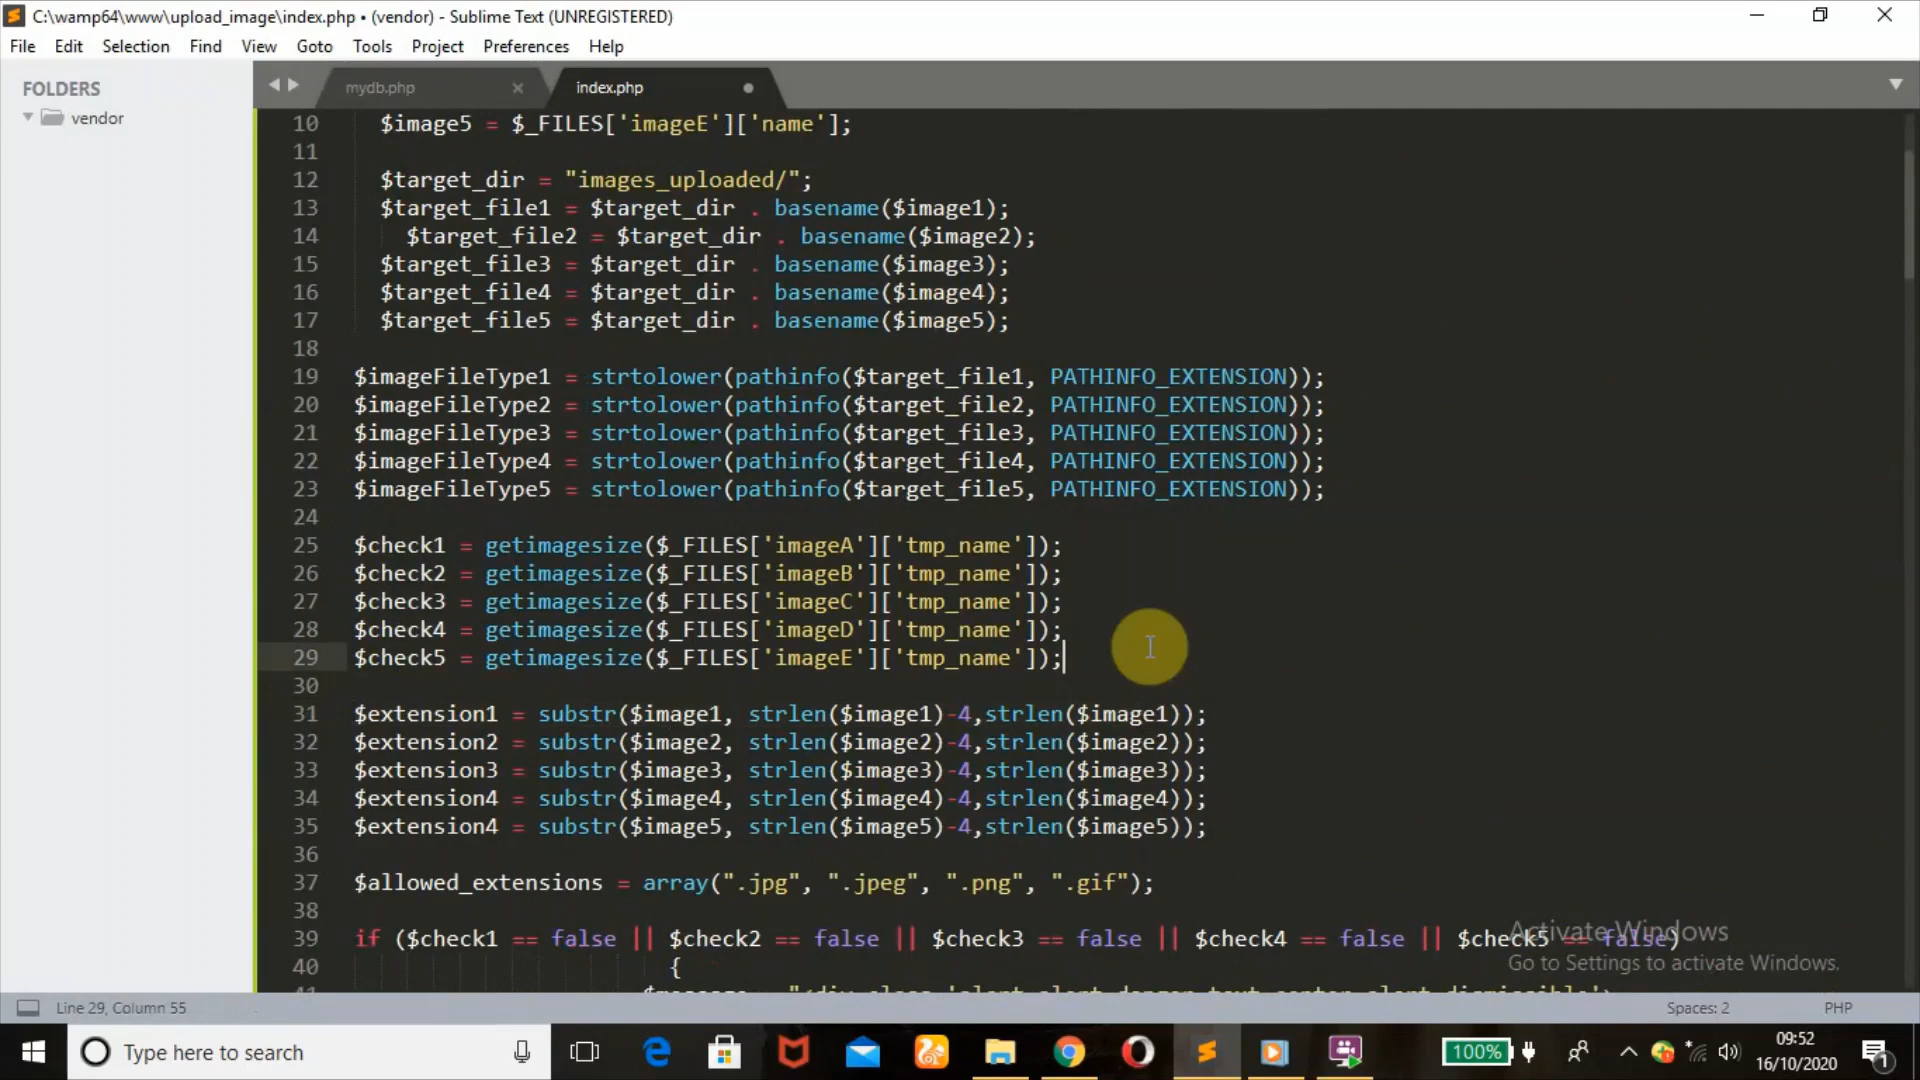 C:\wamp64\www\upload_image\index.php • (vendor) - Sublime Text (UNREGISTERED)
File Edit Selection Find View Goto Tools Project Preferences Help
FOLDERS
vendor
mydb.php
index.php
10 $image5 = $_FILES['imageE']['name'];
11
12 $target_dir = "images_uploaded/";
13 $target_file1 = $target_dir . basename($image1);
14 $target_file2 = $target_dir . basename($image2);
15 $target_file3 = $target_dir . basename($image3);
16 $target_file4 = $target_dir . basename($image4);
17 $target_file5 = $target_dir . basename($image5);
18
19 $imageFileType1 = strtolower(pathinfo($target_file1, PATHINFO_EXTENSION));
20 $imageFileType2 = strtolower(pathinfo($target_file2, PATHINFO_EXTENSION));
21 $imageFileType3 = strtolower(pathinfo($target_file3, PATHINFO_EXTENSION));
22 $imageFileType4 = strtolower(pathinfo($target_file4, PATHINFO_EXTENSION));
23 $imageFileType5 = strtolower(pathinfo($target_file5, PATHINFO_EXTENSION));
24
25 $check1 = getimagesize($_FILES['imageA']['tmp_name']);
26 $check2 = getimagesize($_FILES['imageB']['tmp_name']);
27 $check3 = getimagesize($_FILES['imageC']['tmp_name']);
28 $check4 = getimagesize($_FILES['imageD']['tmp_name']);
29 $check5 = getimagesize($_FILES['imageE']['tmp_name']);
30
31 $extension1 = substr($image1, strlen($image1)-4,strlen($image1));
32 $extension2 = substr($image2, strlen($image2)-4,strlen($image2));
33 $extension3 = substr($image3, strlen($image3)-4,strlen($image3));
34 $extension4 = substr($image4, strlen($image4)-4,strlen($image4));
35 $extension4 = substr($image5, strlen($image5)-4,strlen($image5));
36
37 $allowed_extensions = array(".jpg", ".jpeg", ".png", ".gif");
38
39 if ($check1 == false || $check2 == false || $check3 == false || $check4 == false || $check5 == false)
40 {
Activate Windows
Go to Settings to activate Windows.
Line 29, Column 55
Spaces: 2
PHP
Type here to search
100%
09:52
16/10/2020
1